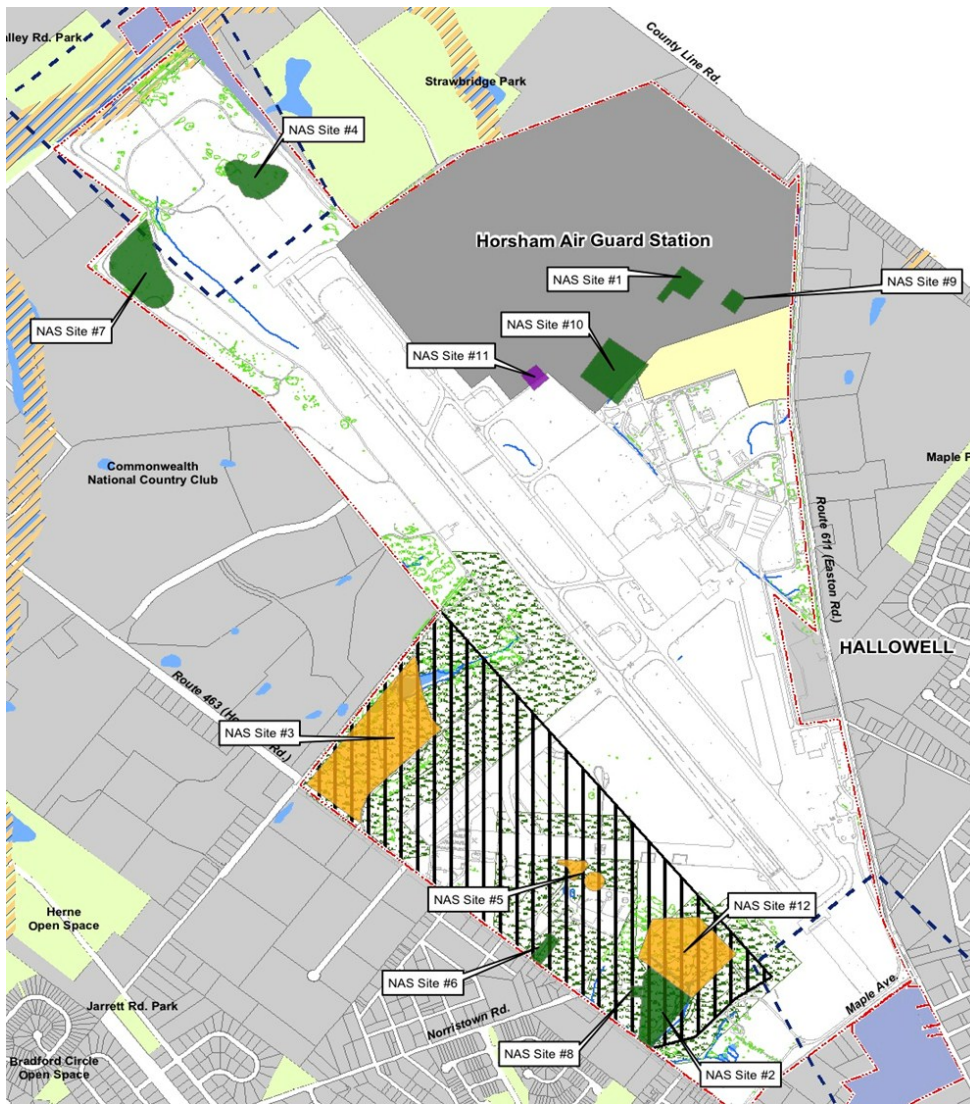 alley Rd. Park
County Line Rd.
Strawbridge Park
NAS Site #4
Horsham Air Guard Station
NAS Site #1
NAS Site #9
NAS Site #7
NAS Site #10
NAS Site #11
Commonwealth
National Country Club
Maple P
Route 611 (Easton Rd.)
HALLOWELL
Route 463 (Ho Rd.)
NAS Site #3
NAS Site #5
NAS Site #12
Herne
Open Space
NAS Site #6
Maple Ave.
Jarrett Rd. Park
Norristown Rd.
NAS Site #8
Bradford Circle
Open Space
NAS Site #2